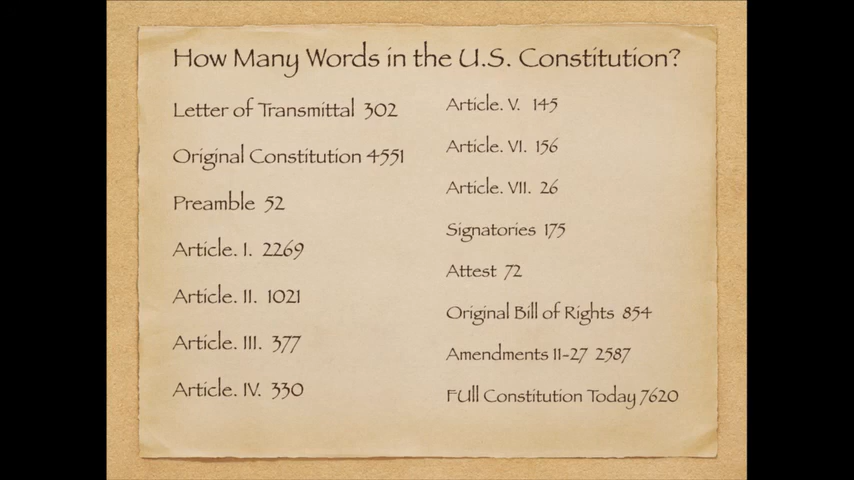 How Many Words in the U.S. Constitution?
Letter of Transmittal 302
Original Constitution 4551
Preamble 52
Article. I. 2269
Article. II. 1021
Article. III. 377
Article. IV. 330
Article. V. 145
Article. VI. 156
Article. VII. 26
Signatories 175
Attest 72
Original Bill of Rights 854
Amendments 11-27 2587
FUll Constitution Today 7620